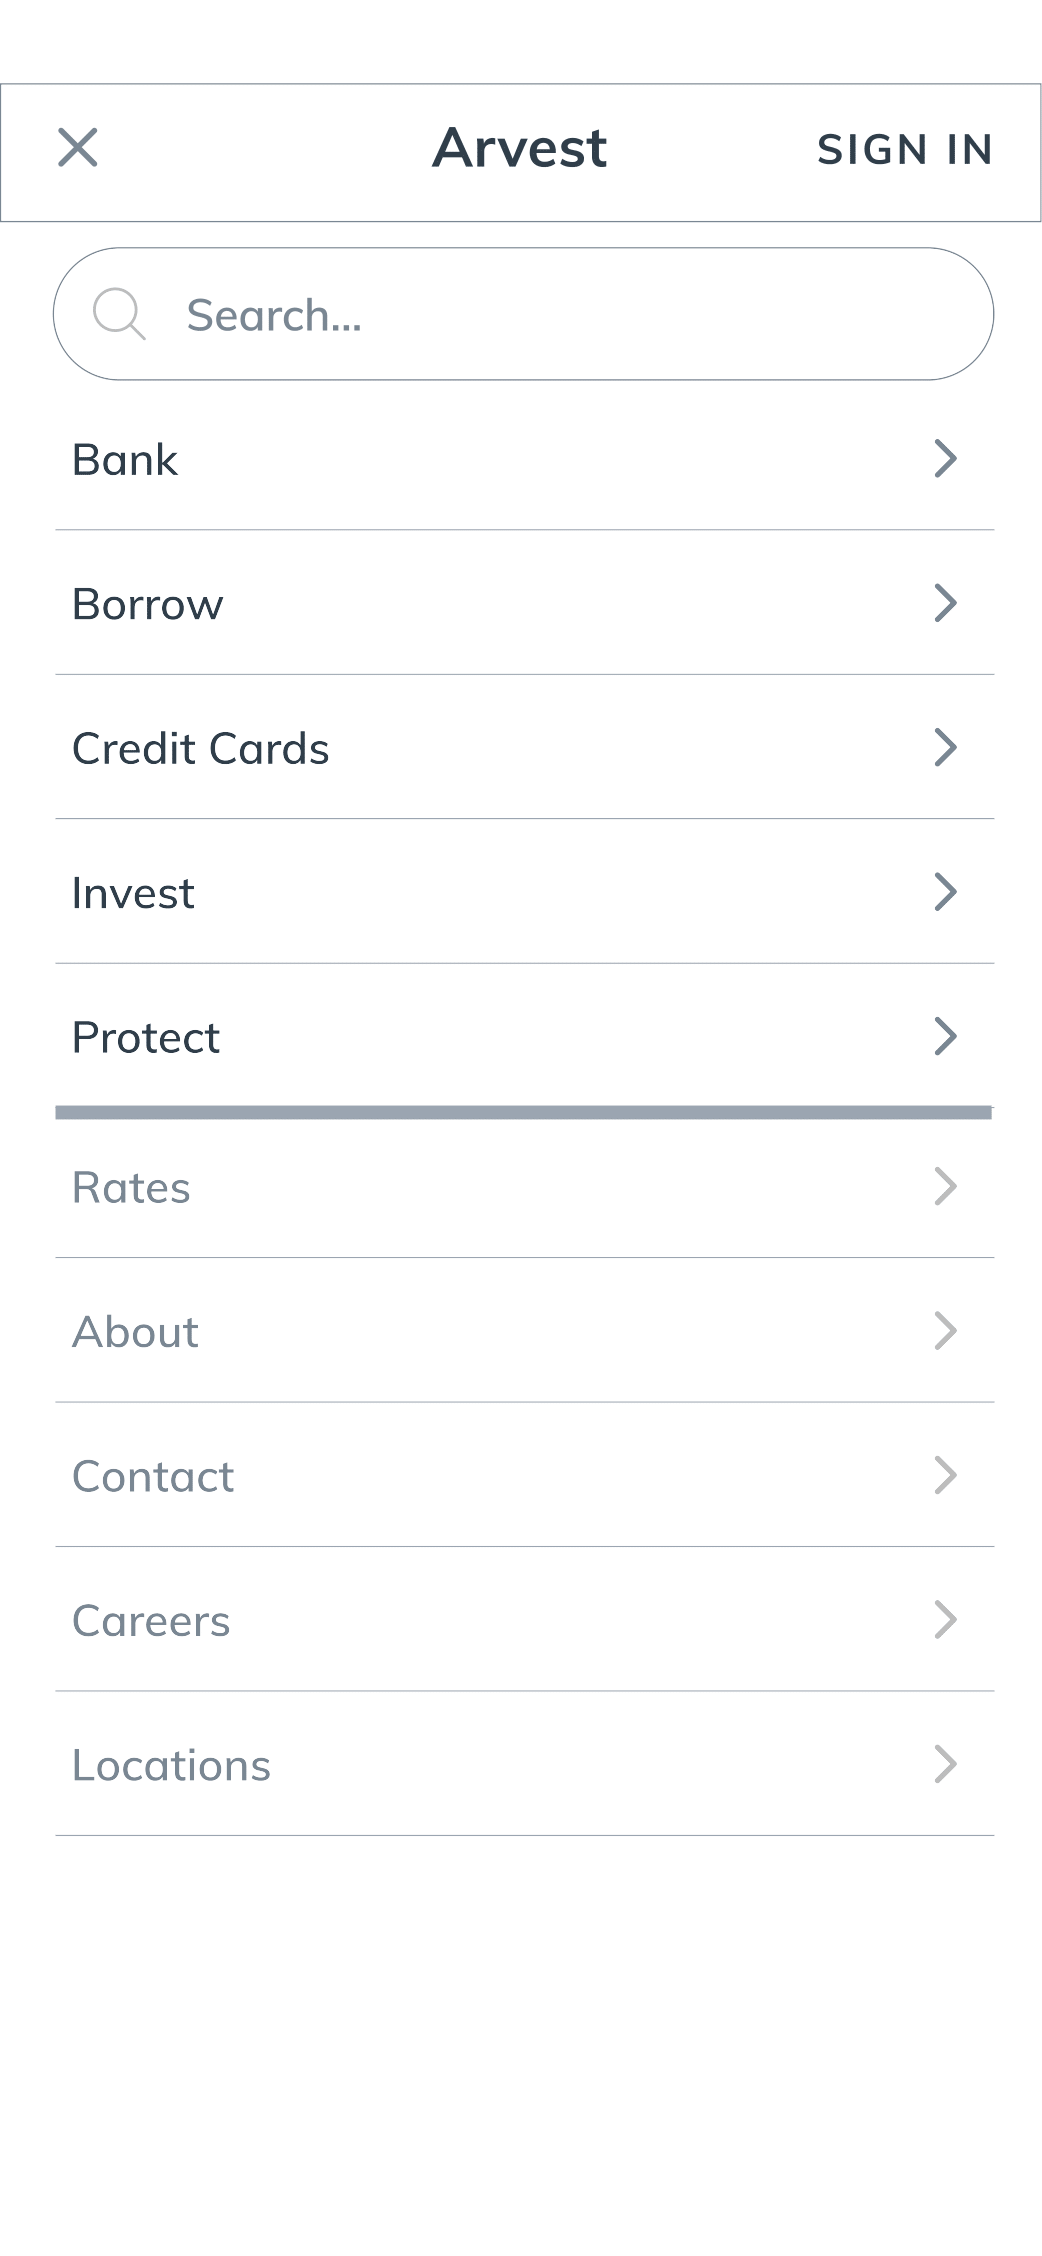 Arvest
SIGN IN
Search...
Bank
Borrow
Credit Cards
Invest
Protect
Rates
About
Contact
Careers
Locations